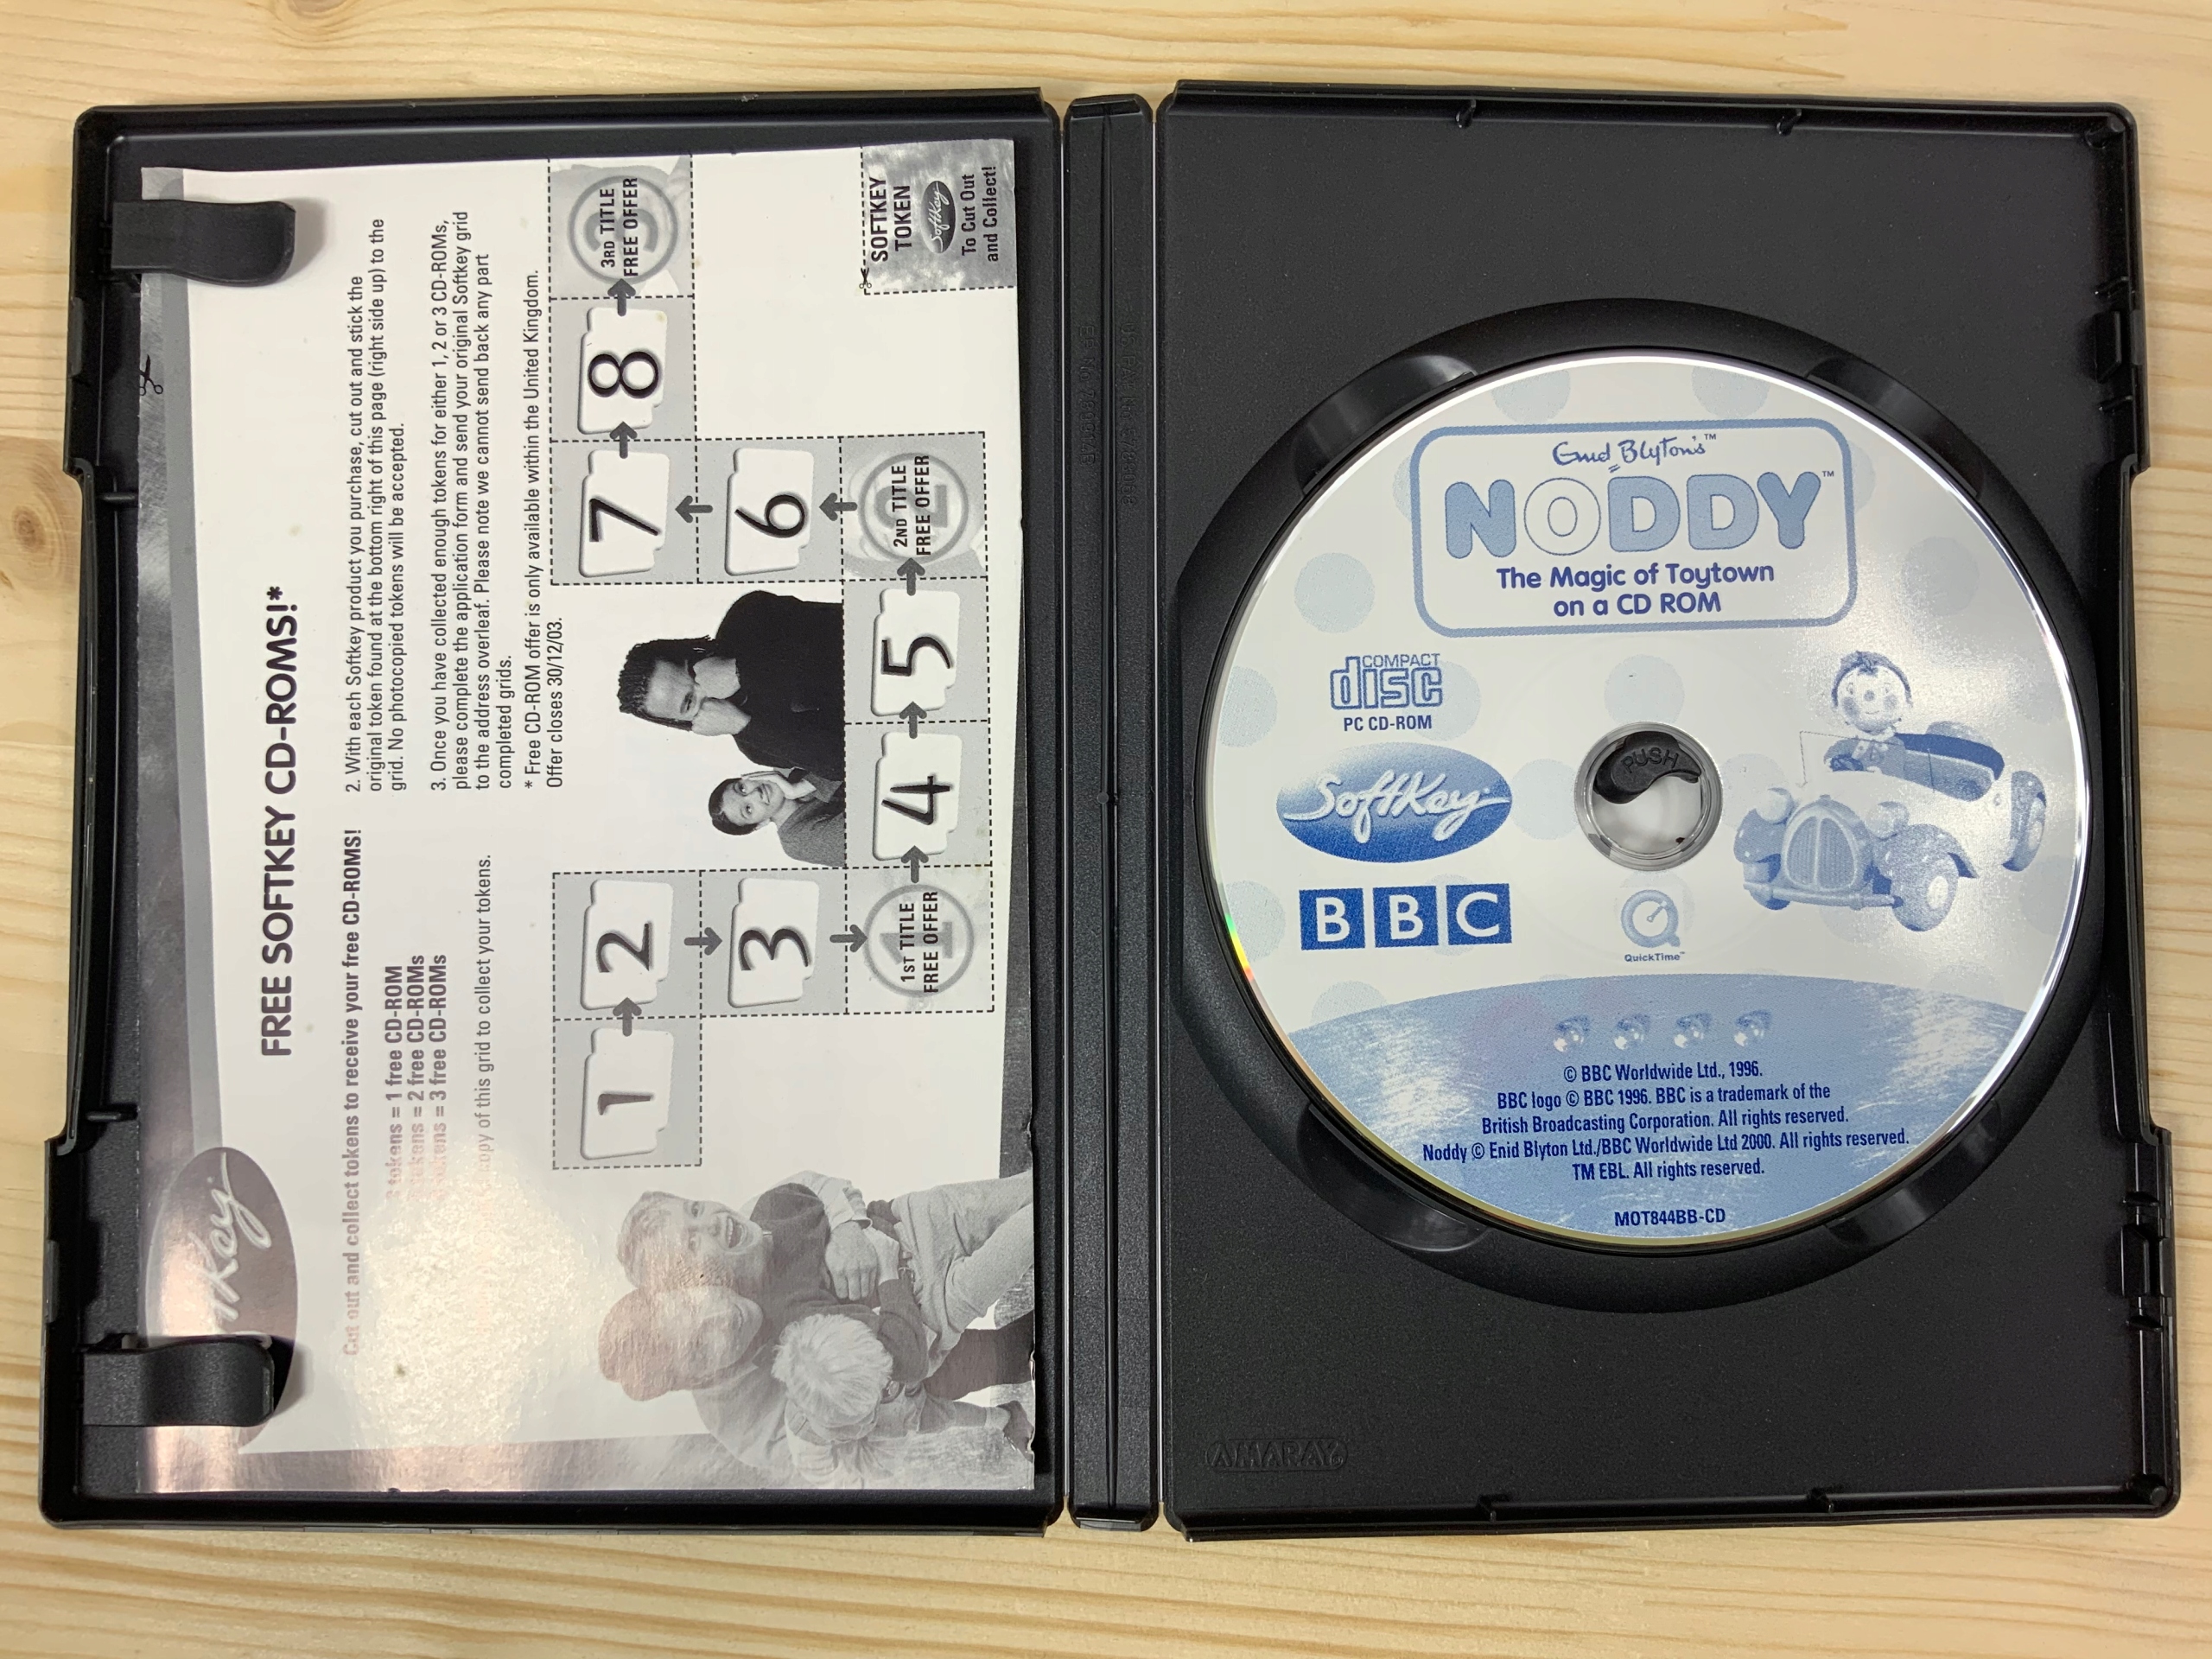 FREE SOFTKEY CD-ROMS!*
Cut out and collect tokens to receive your free CD-ROMS!
tokens = 1 free CD-ROM
tokens = 2 free CD-ROMs
tokens = 3 free CD-ROMs
copy of this grid to collect your tokens.
2. With each Softkey product you purchase, cut out and stick the
original token found at the bottom right of this page (right side up) to the
grid. No photocopied tokens will be accepted.
3. Once you have collected enough tokens for either 1, 2 or 3 CD-ROMs,
please complete the application form and send your original Softkey grid
to the address overleaf. Please note we cannot send back any part
completed grids.
* Free CD-ROM offer is only available within the United Kingdom.
Offer closes 30/12/03.
1
2
3
1ST TITLE
FREE OFFER
4
5
2ND TITLE
FREE OFFER
6
7
8
3RD TITLE
FREE OFFER
SOFTKEY
TOKEN
SoftKey
To Cut Out
and Collect!
Enid Blyton's™
NODDY™
The Magic of Toytown
on a CD ROM
COMPACT
disc
PC CD-ROM
SoftKey
BBC
QuickTime™
PUSH
© BBC Worldwide Ltd., 1996.
BBC logo © BBC 1996. BBC is a trademark of the
British Broadcasting Corporation. All rights reserved.
Noddy © Enid Blyton Ltd./BBC Worldwide Ltd 2000. All rights reserved.
TM EBL. All rights reserved.
MOT844BB-CD
AMARAY